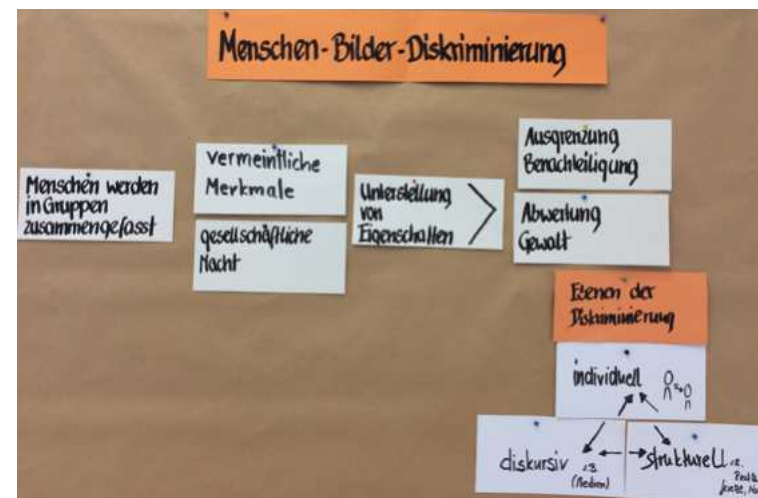 Menschen-Bilder-Diskriminierung
Menschen werden
in Gruppen
zusammengefasst
vermeintliche
Merkmale
gesellschaftliche
Macht
Unterstellung
von
Eigenschaften
Ausgrenzung
Benachteiligung
Abwertung
Gewalt
Ebenen der
Diskriminierung
individuell
diskursiv z.B.
(Medien)
strukturell z.B.